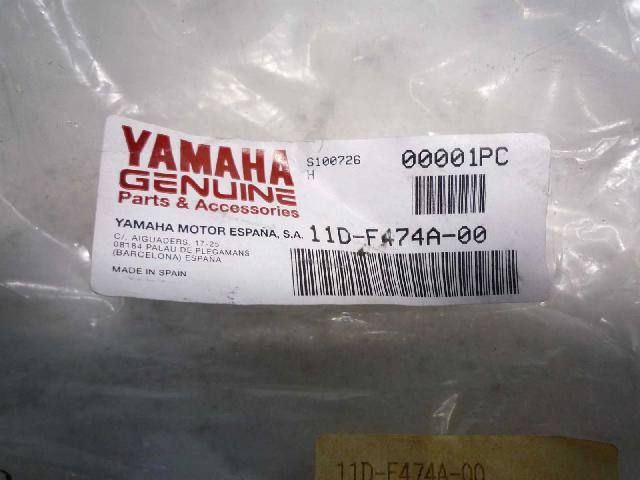 YAMAHA
GENUINE
Parts & Accessories
S100726
H
00001PC
YAMAHA MOTOR ESPAÑA, S.A.
11D-F474A-00
C/. AIGUADERS, 17-25
08184 PALAU DE PLEGAMANS
(BARCELONA) ESPAÑA
MADE IN SPAIN
11D-F474A-00